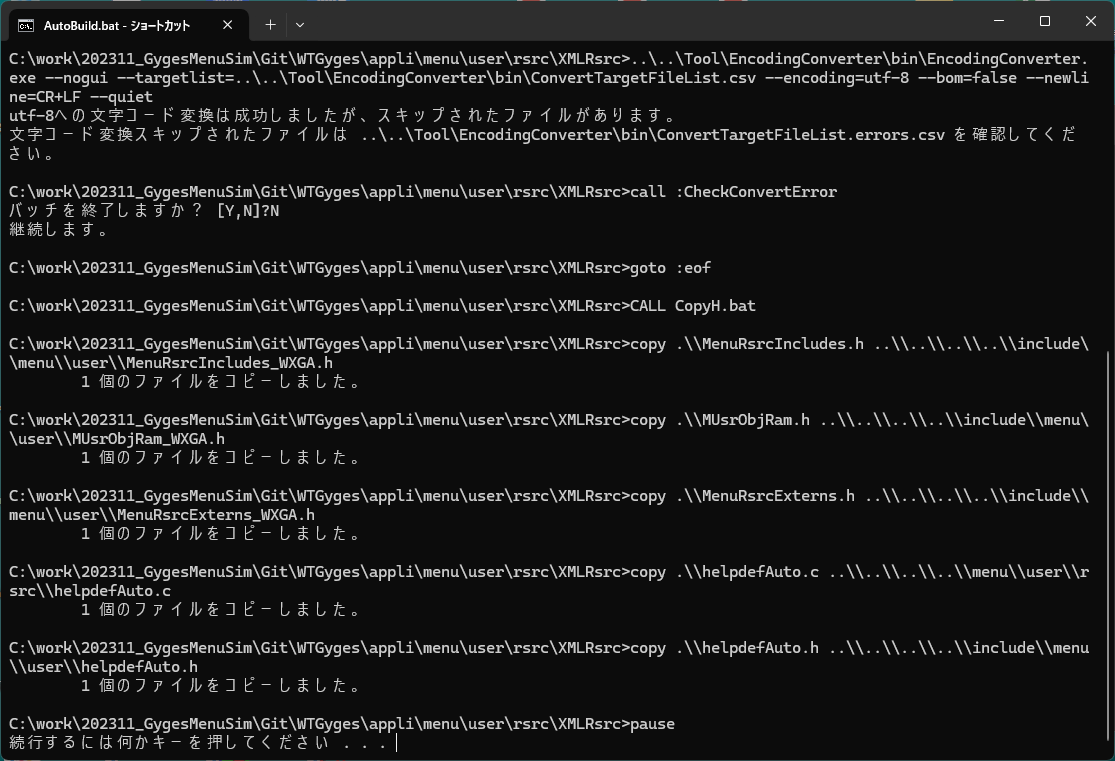 AutoBuild.bat - ショートカット
C:\work\202311_GygesMenuSim\Git\WTGyges\appli\menu\user\rsrc\XMLRsrc>..\..\Tool\EncodingConverter\bin\EncodingConverter.
exe --nogui --targetlist=..\..\Tool\EncodingConverter\bin\ConvertTargetFileList.csv --encoding=utf-8 --bom=false --newli
ne=CR+LF --quiet
utf-8への文字コード変換は成功しましたが、スキップされたファイルがあります。
文字コード変換スキップされたファイルは ..\..\Tool\EncodingConverter\bin\ConvertTargetFileList.errors.csv を確認してくだ
さい。
C:\work\202311_GygesMenuSim\Git\WTGyges\appli\menu\user\rsrc\XMLRsrc>call :CheckConvertError
バッチを終了しますか？ [Y,N]?N
継続します。
C:\work\202311_GygesMenuSim\Git\WTGyges\appli\menu\user\rsrc\XMLRsrc>goto :eof
C:\work\202311_GygesMenuSim\Git\WTGyges\appli\menu\user\rsrc\XMLRsrc>CALL CopyH.bat
C:\work\202311_GygesMenuSim\Git\WTGyges\appli\menu\user\rsrc\XMLRsrc>copy .\\MenuRsrcIncludes.h ..\\..\\..\\..\\include\
\menu\\user\\MenuRsrcIncludes_WXGA.h
1 個のファイルをコピーしました。
C:\work\202311_GygesMenuSim\Git\WTGyges\appli\menu\user\rsrc\XMLRsrc>copy .\\MUsrObjRam.h ..\\..\\..\\..\\include\\menu\
\user\\MUsrObjRam_WXGA.h
1 個のファイルをコピーしました。
C:\work\202311_GygesMenuSim\Git\WTGyges\appli\menu\user\rsrc\XMLRsrc>copy .\\MenuRsrcExterns.h ..\\..\\..\\..\\include\\
menu\\user\\MenuRsrcExterns_WXGA.h
1 個のファイルをコピーしました。
C:\work\202311_GygesMenuSim\Git\WTGyges\appli\menu\user\rsrc\XMLRsrc>copy .\\helpdefAuto.c ..\\..\\..\\..\\menu\\user\\r
src\\helpdefAuto.c
1 個のファイルをコピーしました。
C:\work\202311_GygesMenuSim\Git\WTGyges\appli\menu\user\rsrc\XMLRsrc>copy .\\helpdefAuto.h ..\\..\\..\\..\\include\\menu
\\user\\helpdefAuto.h
1 個のファイルをコピーしました。
C:\work\202311_GygesMenuSim\Git\WTGyges\appli\menu\user\rsrc\XMLRsrc>pause
続行するには何かキーを押してください . . .